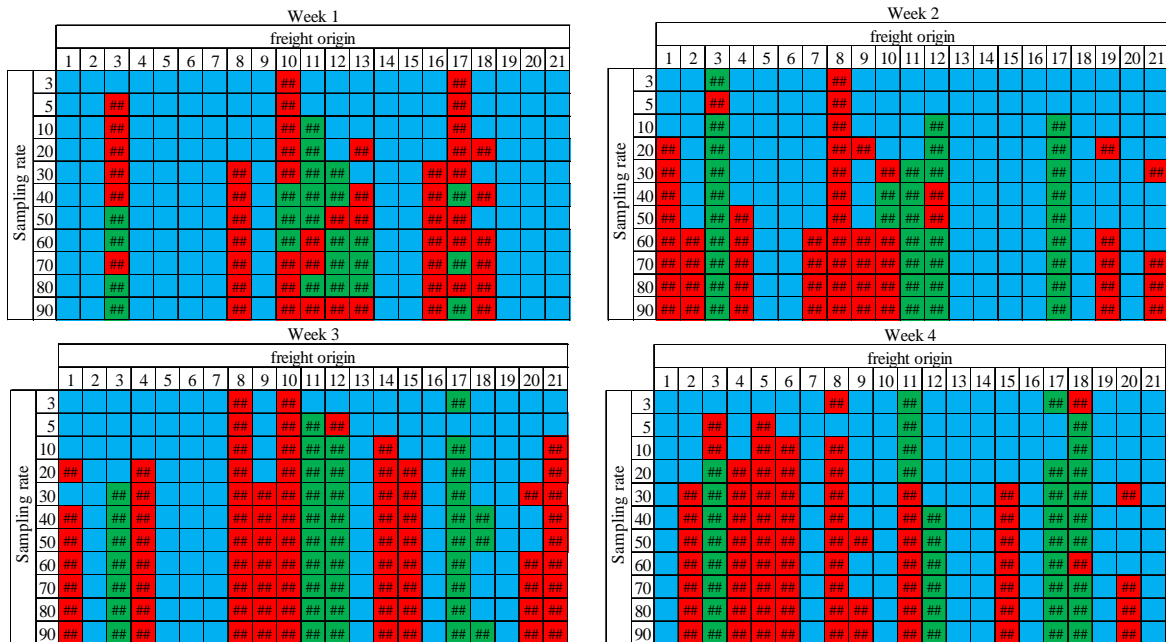 Week 1
freight origin
1 2 3 4 5 6 7 8 9 10 11 12 13 14 15 16 17 18 19 20 21
Sampling rate
3 ## ##
5 ## ## ##
10 ## ## ## ##
20 ## ## ## ## ## ##
30 ## ## ## ## ## ## ##
40 ## ## ## ## ## ## ## ## ##
50 ## ## ## ## ## ## ## ##
60 ## ## ## ## ## ## ## ## ##
70 ## ## ## ## ## ## ## ## ##
80 ## ## ## ## ## ## ## ## ##
90 ## ## ## ## ## ## ## ## ##
Week 2
freight origin
1 2 3 4 5 6 7 8 9 10 11 12 13 14 15 16 17 18 19 20 21
Sampling rate
3 ## ##
5 ## ##
10 ## ## ## ##
20 ## ## ## ## ## ## ##
30 ## ## ## ## ## ## ## ##
40 ## ## ## ## ## ## ##
50 ## ## ## ## ## ## ## ##
60 ## ## ## ## ## ## ## ## ## ## ## ##
70 ## ## ## ## ## ## ## ## ## ## ## ## ##
80 ## ## ## ## ## ## ## ## ## ## ## ## ##
90 ## ## ## ## ## ## ## ## ## ## ## ## ##
Week 3
freight origin
1 2 3 4 5 6 7 8 9 10 11 12 13 14 15 16 17 18 19 20 21
Sampling rate
3 ## ## ##
5 ## ## ## ## ##
10 ## ## ## ## ## ## ##
20 ## ## ## ## ## ## ## ## ## ##
30 ## ## ## ## ## ## ## ## ## ## ## ##
40 ## ## ## ## ## ## ## ## ## ## ## ## ##
50 ## ## ## ## ## ## ## ## ## ## ## ## ##
60 ## ## ## ## ## ## ## ## ## ## ## ## ##
70 ## ## ## ## ## ## ## ## ## ## ## ## ##
80 ## ## ## ## ## ## ## ## ## ## ## ## ##
90 ## ## ## ## ## ## ## ## ## ## ## ## ## ##
Week 4
freight origin
1 2 3 4 5 6 7 8 9 10 11 12 13 14 15 16 17 18 19 20 21
Sampling rate
3 ## ## ## ##
5 ## ## ## ##
10 ## ## ## ## ## ##
20 ## ## ## ## ## ## ## ##
30 ## ## ## ## ## ## ## ## ## ## ##
40 ## ## ## ## ## ## ## ## ## ## ##
50 ## ## ## ## ## ## ## ## ## ## ## ##
60 ## ## ## ## ## ## ## ## ## ## ##
70 ## ## ## ## ## ## ## ## ## ## ## ##
80 ## ## ## ## ## ## ## ## ## ## ## ## ##
90 ## ## ## ## ## ## ## ## ## ## ## ## ##